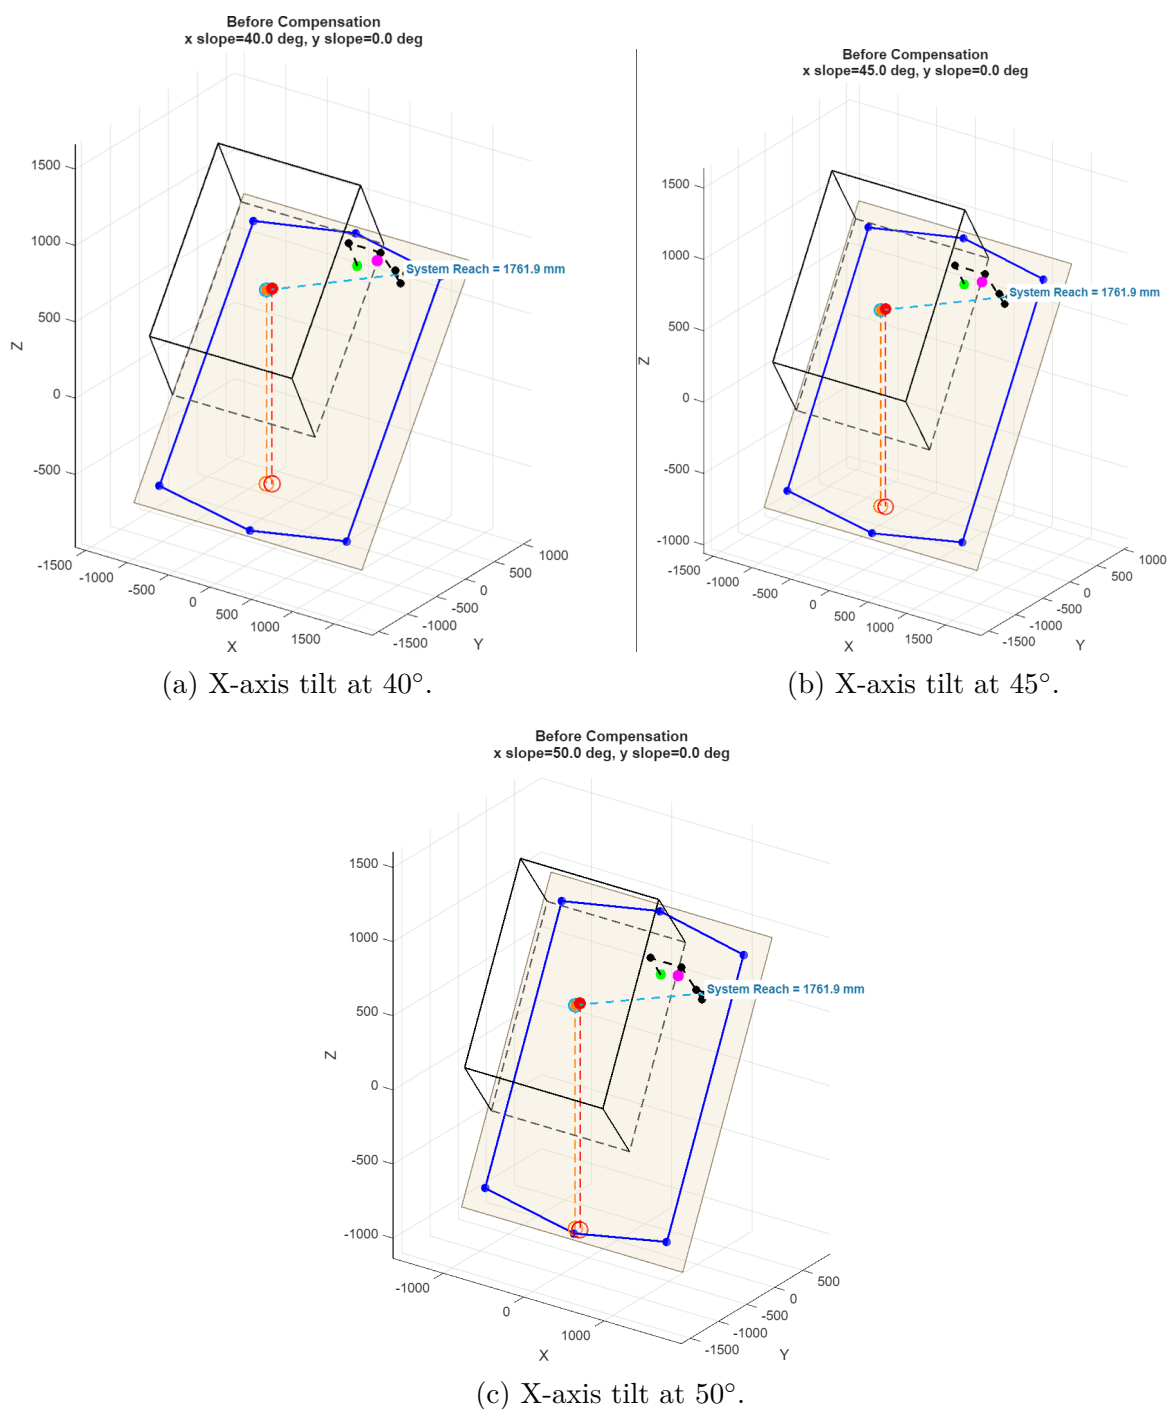 Before Compensation
x slope=40.0 deg, y slope=0.0 deg
1500
1000
500
0
-500
Z
-1500
-1000
-500
0
500
1000
1500
X
-1500
-1000
-500
0
500
1000
Y
System Reach = 1761.9 mm
(a) X-axis tilt at 40°.
Before Compensation
x slope=45.0 deg, y slope=0.0 deg
1500
1000
500
0
-500
-1000
Z
-1500
-1000
-500
0
500
1000
1500
X
-1500
-1000
-500
0
500
1000
Y
System Reach = 1761.9 mm
(b) X-axis tilt at 45°.
Before Compensation
x slope=50.0 deg, y slope=0.0 deg
1500
1000
500
0
-500
-1000
Z
-1000
0
1000
X
-1500
-1000
-500
0
500
Y
System Reach = 1761.9 mm
(c) X-axis tilt at 50°.